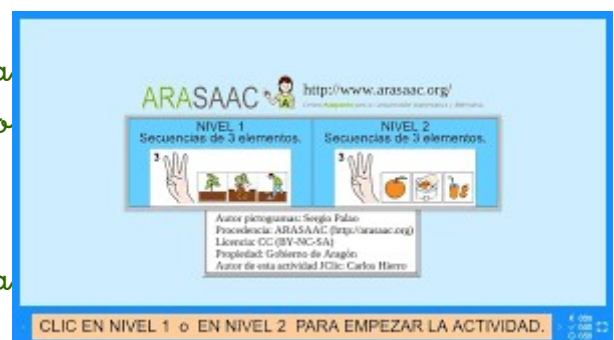 a
o
a
ARASAAC http://www.arasaac.org/
NIVEL 1
Secuencias de 3 elementos.
3
NIVEL 2
Secuencias de 3 elementos.
3
Autor pictogramas: Sergio Palao
Procedencia: ARASAAC (http://arasaac.org)
Licencia: CC (BY-NC-SA)
Propiedad: Gobierno de Aragón
Autor de esta actividad JClic: Carlos Hierro
CLIC EN NIVEL 1 o EN NIVEL 2 PARA EMPEZAR LA ACTIVIDAD.